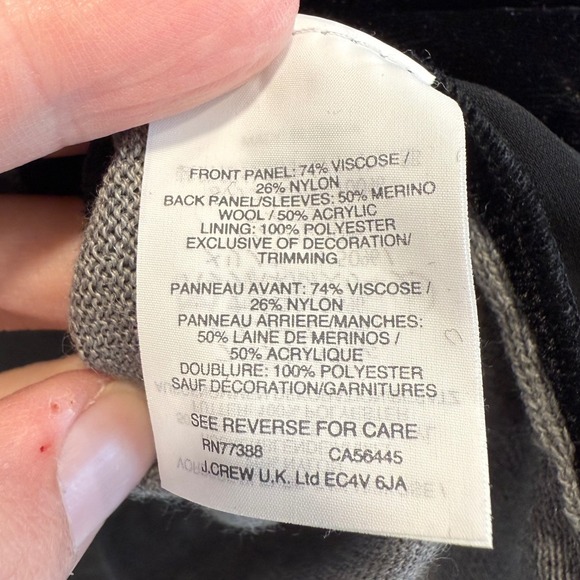 FRONT PANEL: 74% VISCOSE /
26% NYLON
BACK PANEL/SLEEVES: 50% MERINO
WOOL / 50% ACRYLIC
LINING: 100% POLYESTER
EXCLUSIVE OF DECORATION/
TRIMMING
PANNEAU AVANT: 74% VISCOSE /
26% NYLON
PANNEAU ARRIERE/MANCHES:
50% LAINE DE MERINOS /
50% ACRYLIQUE
DOUBLURE: 100% POLYESTER
SAUF DÉCORATION/GARNITURES
SEE REVERSE FOR CARE
RN77388 CA56445
J.CREW U.K. Ltd EC4V 6JA